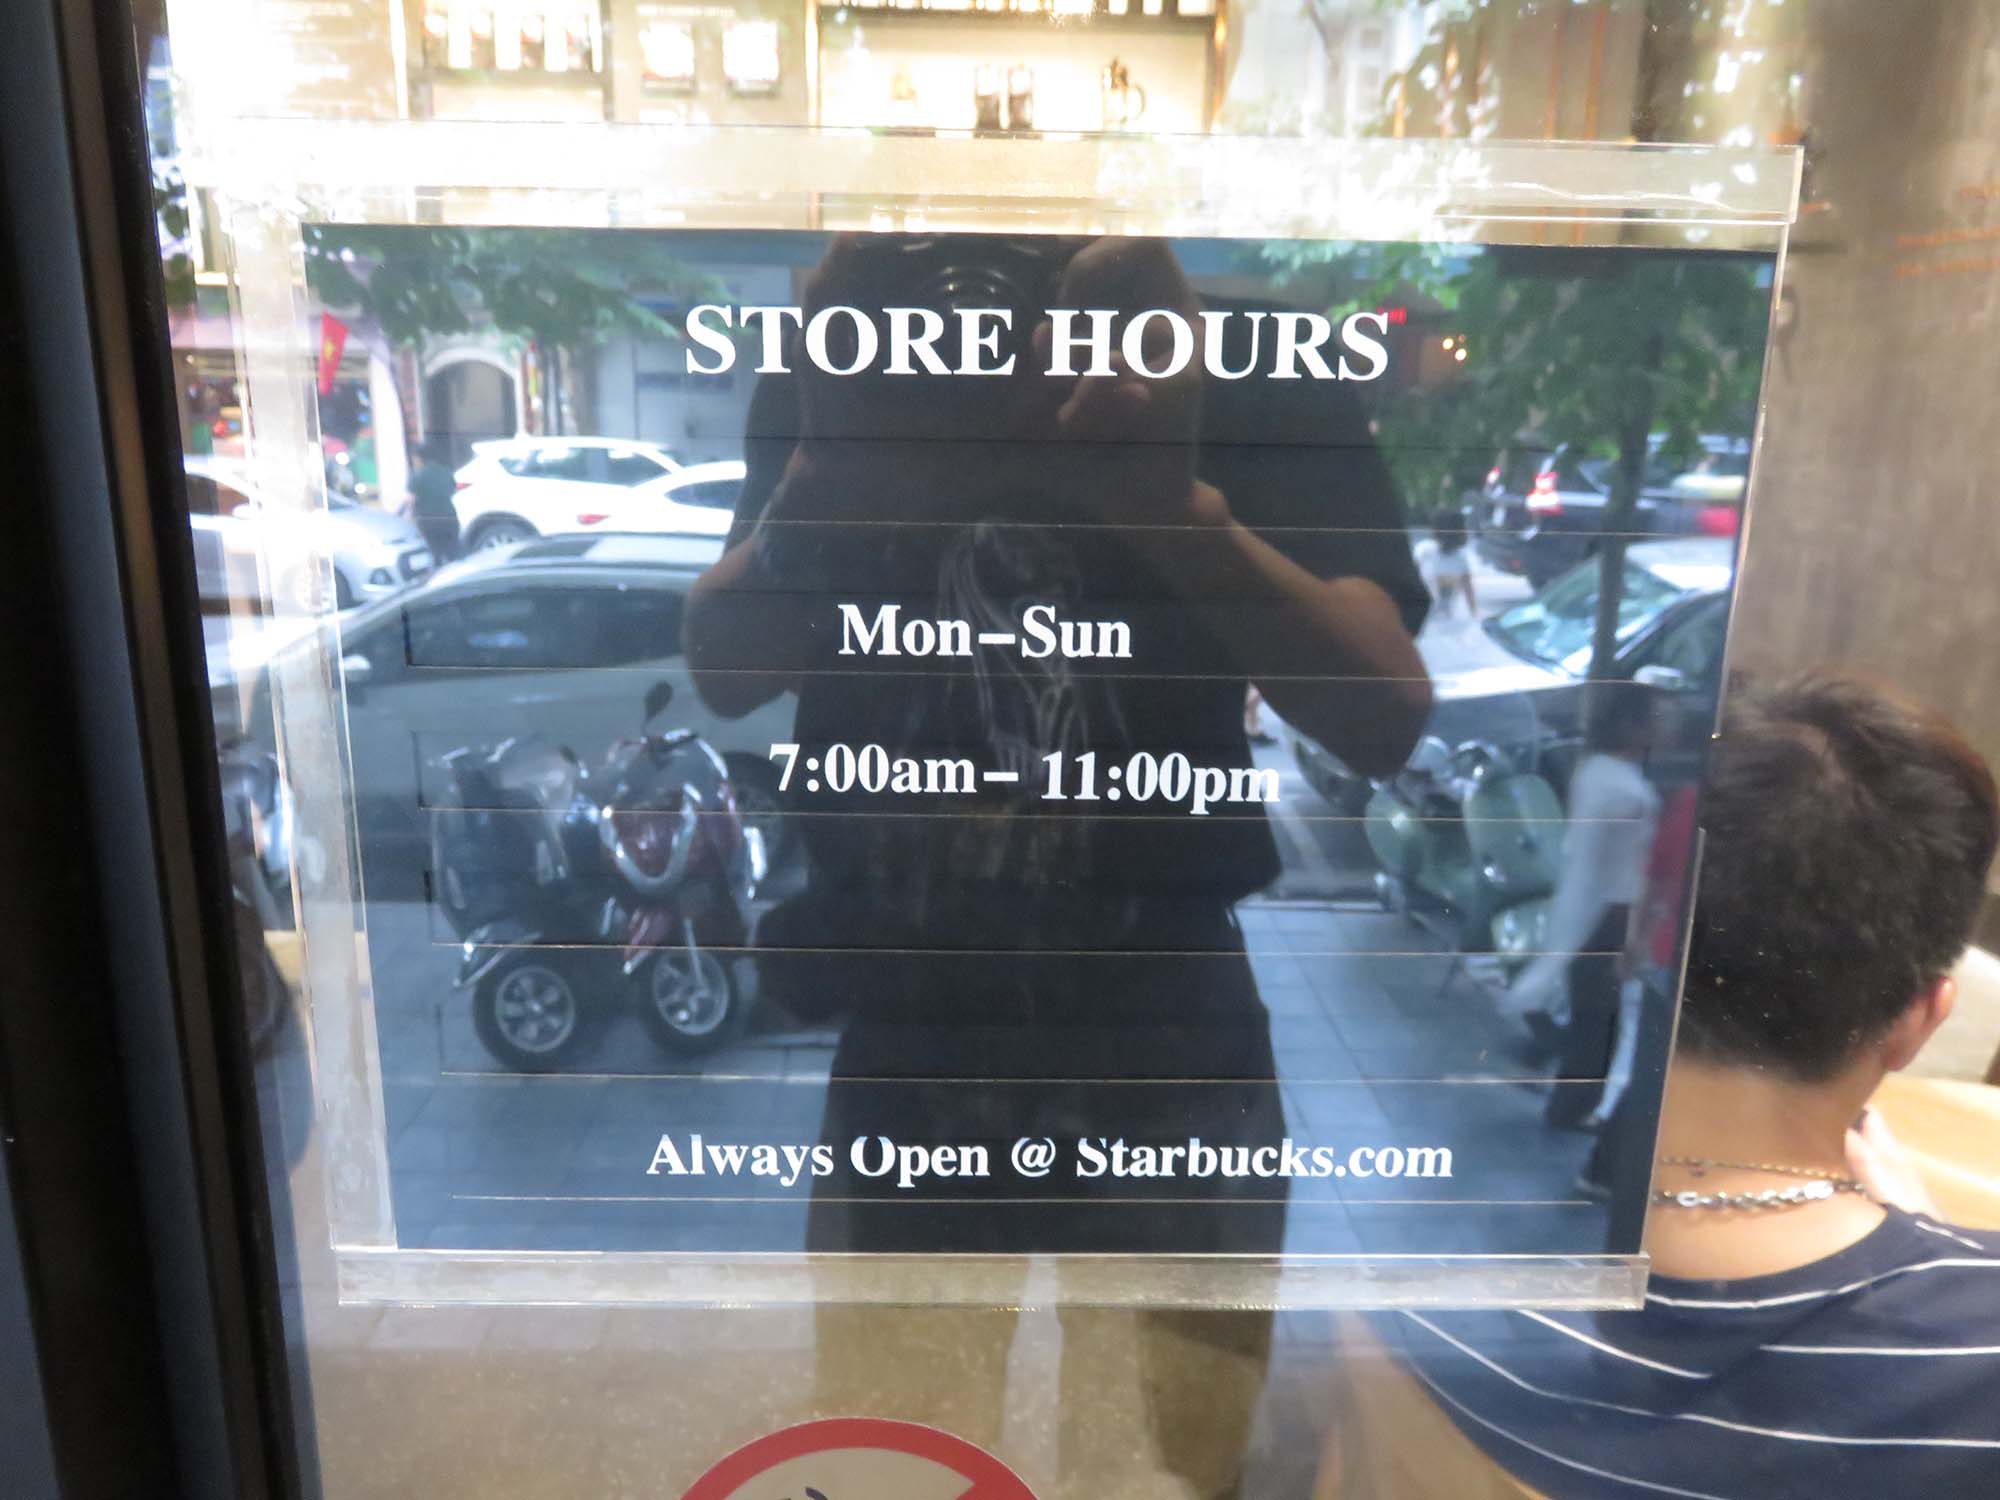 STORE HOURS
Mon–Sun
7:00am– 11:00pm
Always Open @ Starbucks.com